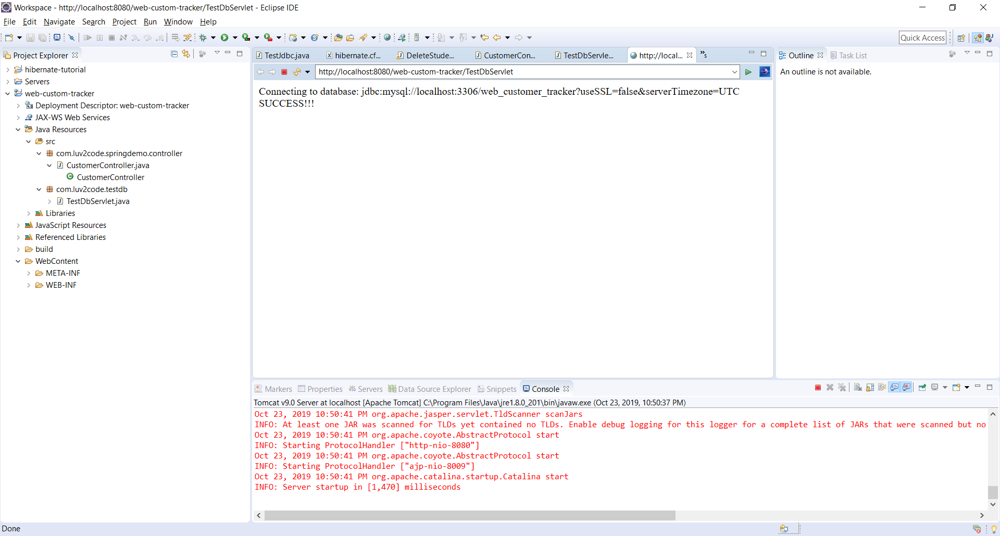 Workspace - http://localhost:8080/web-custom-tracker/TestDbServlet - Eclipse IDE
File Edit Navigate Search Project Run Window Help
Quick Access
Project Explorer
hibernate-tutorial
Servers
web-custom-tracker
Deployment Descriptor: web-custom-tracker
JAX-WS Web Services
Java Resources
src
com.luv2code.springdemo.controller
CustomerController.java
CustomerController
com.luv2code.testdb
TestDbServlet.java
Libraries
JavaScript Resources
Referenced Libraries
build
WebContent
META-INF
WEB-INF
TestJdbc.java hibernate.cf... DeleteStude... CustomerCon... TestDbServle... http://local... »5
http://localhost:8080/web-custom-tracker/TestDbServlet
Connecting to database: jdbc:mysql://localhost:3306/web_customer_tracker?useSSL=false&serverTimezone=UTC
SUCCESS!!!
Outline Task List
An outline is not available.
Markers Properties Servers Data Source Explorer Snippets Console
Tomcat v9.0 Server at localhost [Apache Tomcat] C:\Program Files\Java\jre1.8.0_201\bin\javaw.exe (Oct 23, 2019, 10:50:37 PM)
Oct 23, 2019 10:50:41 PM org.apache.jasper.servlet.TldScanner scanJars
INFO: At least one JAR was scanned for TLDs yet contained no TLDs. Enable debug logging for this logger for a complete list of JARs that were scanned but no
Oct 23, 2019 10:50:41 PM org.apache.coyote.AbstractProtocol start
INFO: Starting ProtocolHandler ["http-nio-8080"]
Oct 23, 2019 10:50:41 PM org.apache.coyote.AbstractProtocol start
INFO: Starting ProtocolHandler ["ajp-nio-8009"]
Oct 23, 2019 10:50:41 PM org.apache.catalina.startup.Catalina start
INFO: Server startup in [1,470] milliseconds
Done